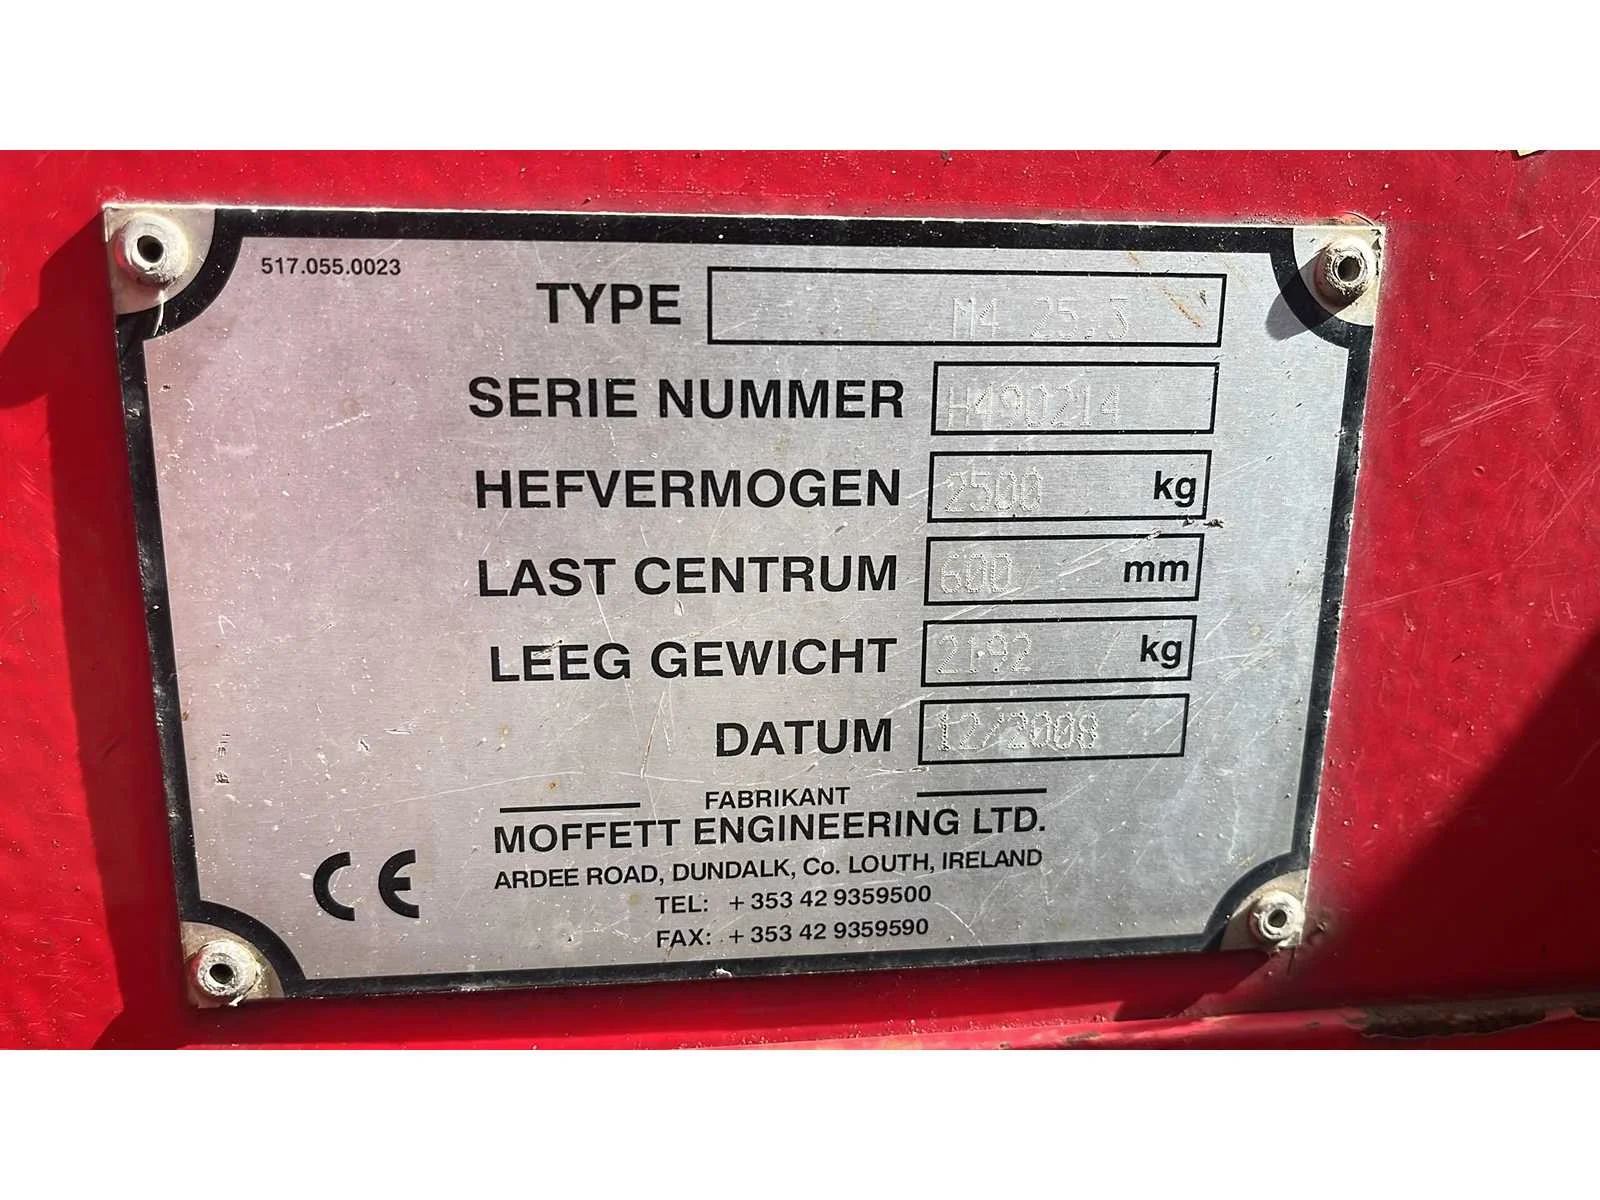 517.055.0023
TYPE M4 25.3
SERIE NUMMER H490214
HEFVERMOGEN 2500 kg
LAST CENTRUM 600 mm
LEEG GEWICHT 2192 kg
DATUM 12/2008
FABRIKANT
MOFFETT ENGINEERING LTD.
ARDEE ROAD, DUNDALK, Co. LOUTH, IRELAND
CE
TEL: +353 42 9359500
FAX: +353 42 9359590